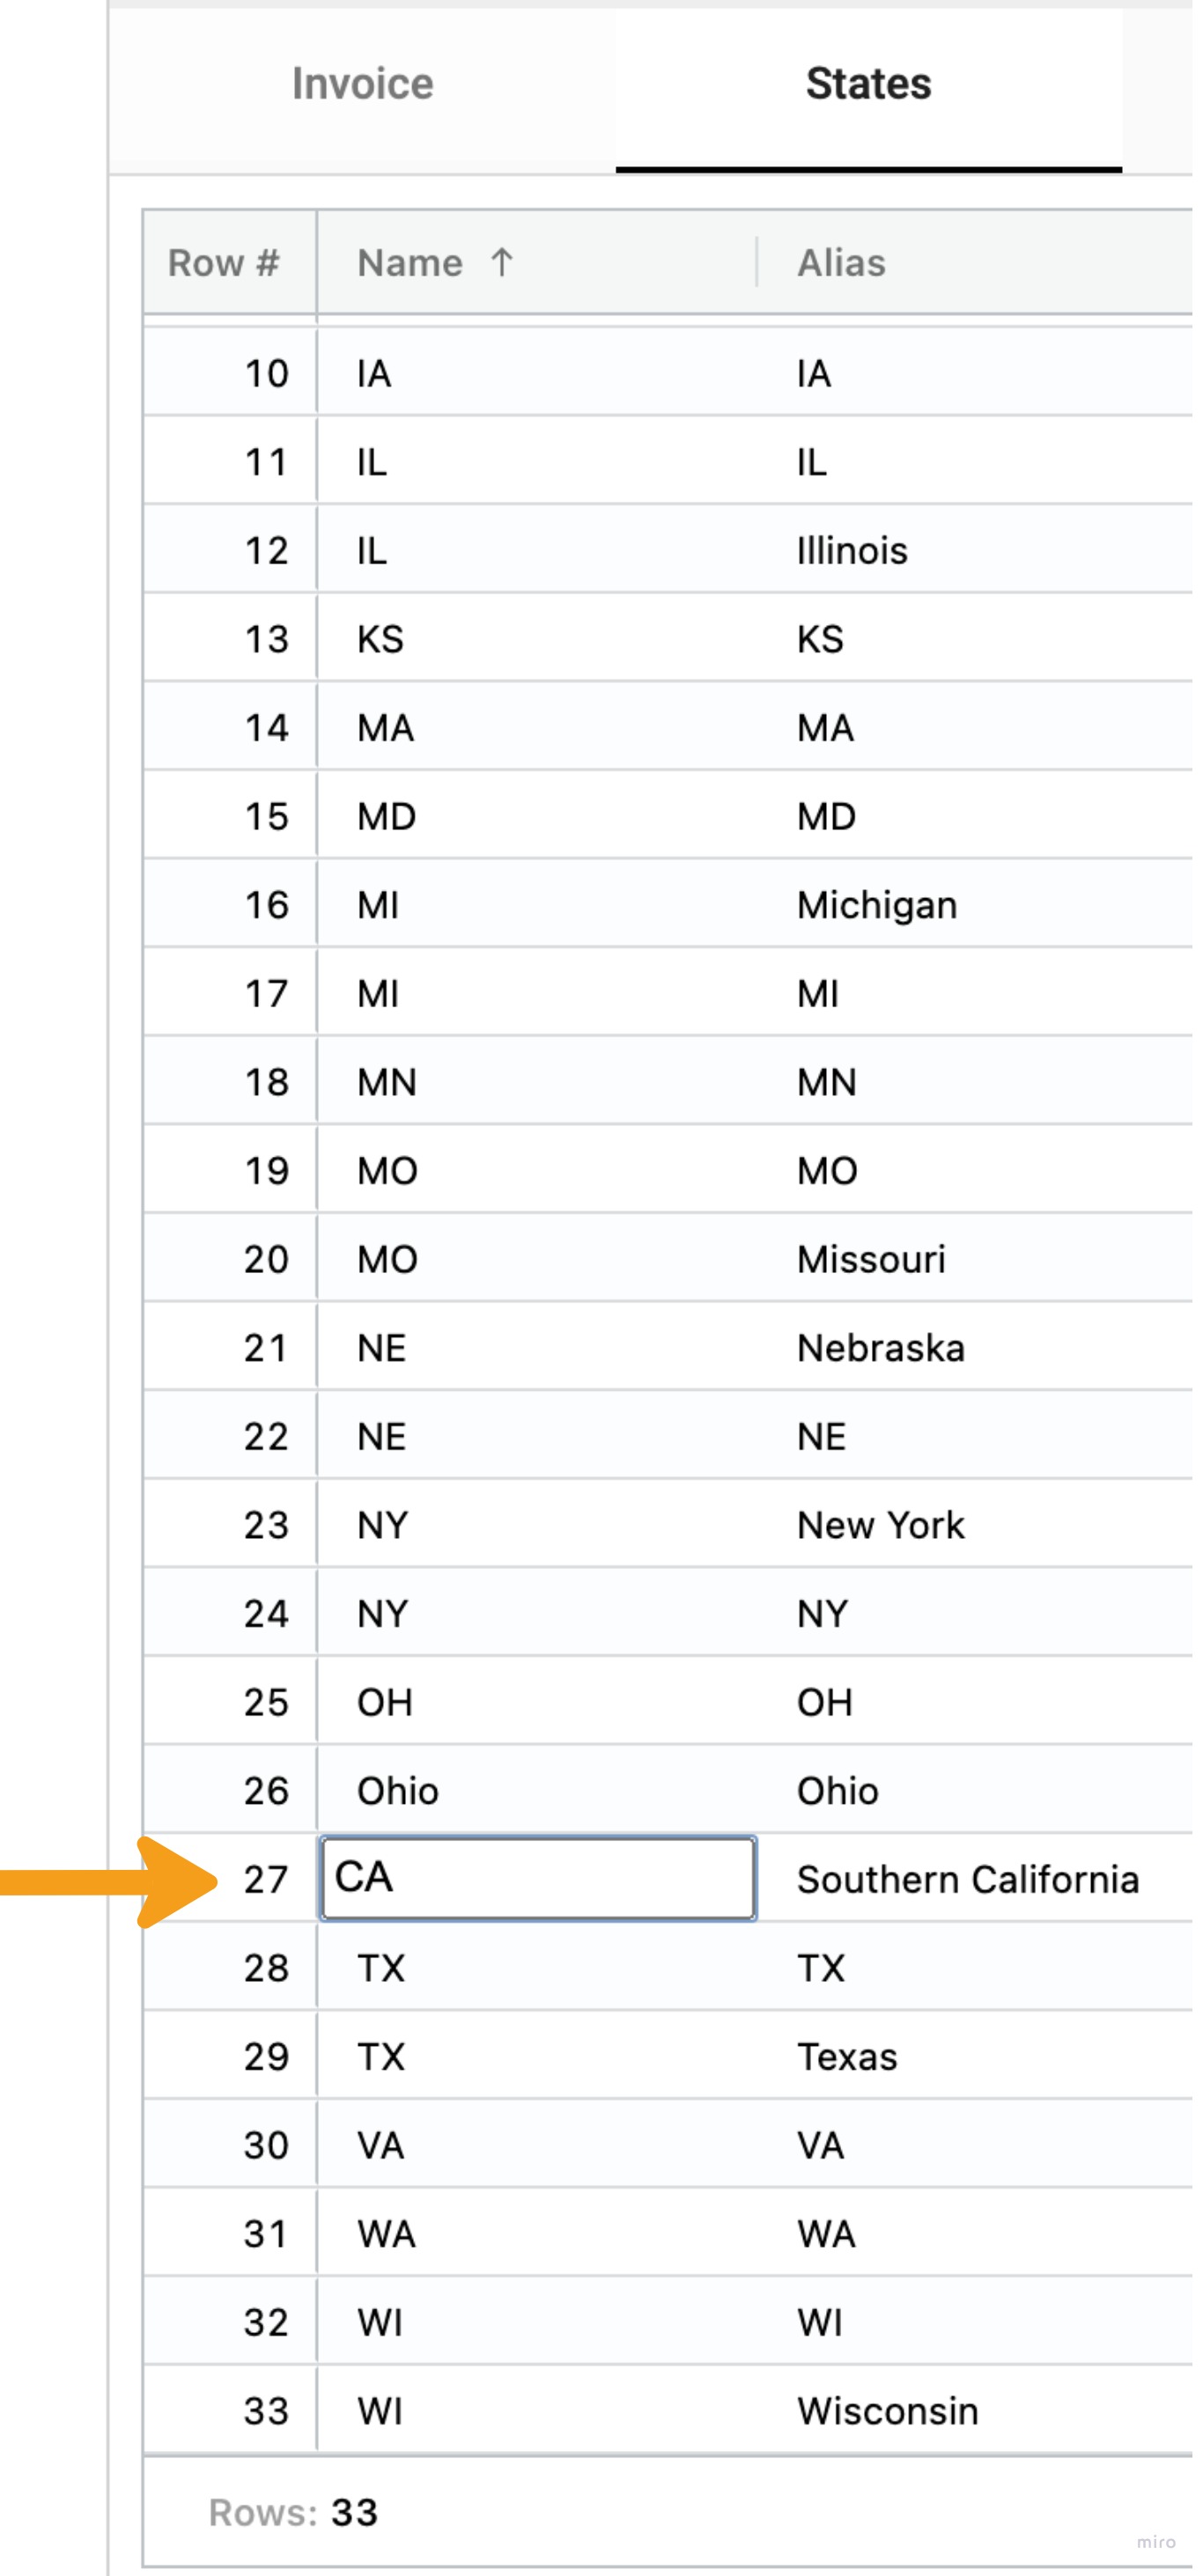 Invoice States
Row # Name ↑ Alias
10 IA IA
11 IL IL
12 IL Illinois
13 KS KS
14 MA MA
15 MD MD
16 MI Michigan
17 MI MI
18 MN MN
19 MO MO
20 MO Missouri
21 NE Nebraska
22 NE NE
23 NY New York
24 NY NY
25 OH OH
26 Ohio Ohio
27 CA Southern California
28 TX TX
29 TX Texas
30 VA VA
31 WA WA
32 WI WI
33 WI Wisconsin
Rows: 33
miro